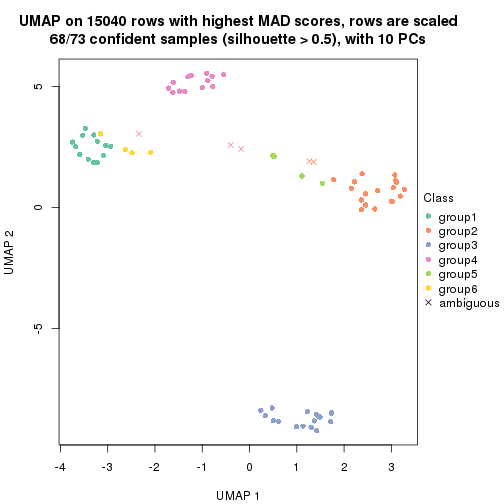 UMAP on 15040 rows with highest MAD scores, rows are scaled
68/73 confident samples (silhouette > 0.5), with 10 PCs
5
0
-5
UMAP 2
-4 -3 -2 -1 0 1 2 3
UMAP 1
Class
group1
group2
group3
group4
group5
group6
ambiguous